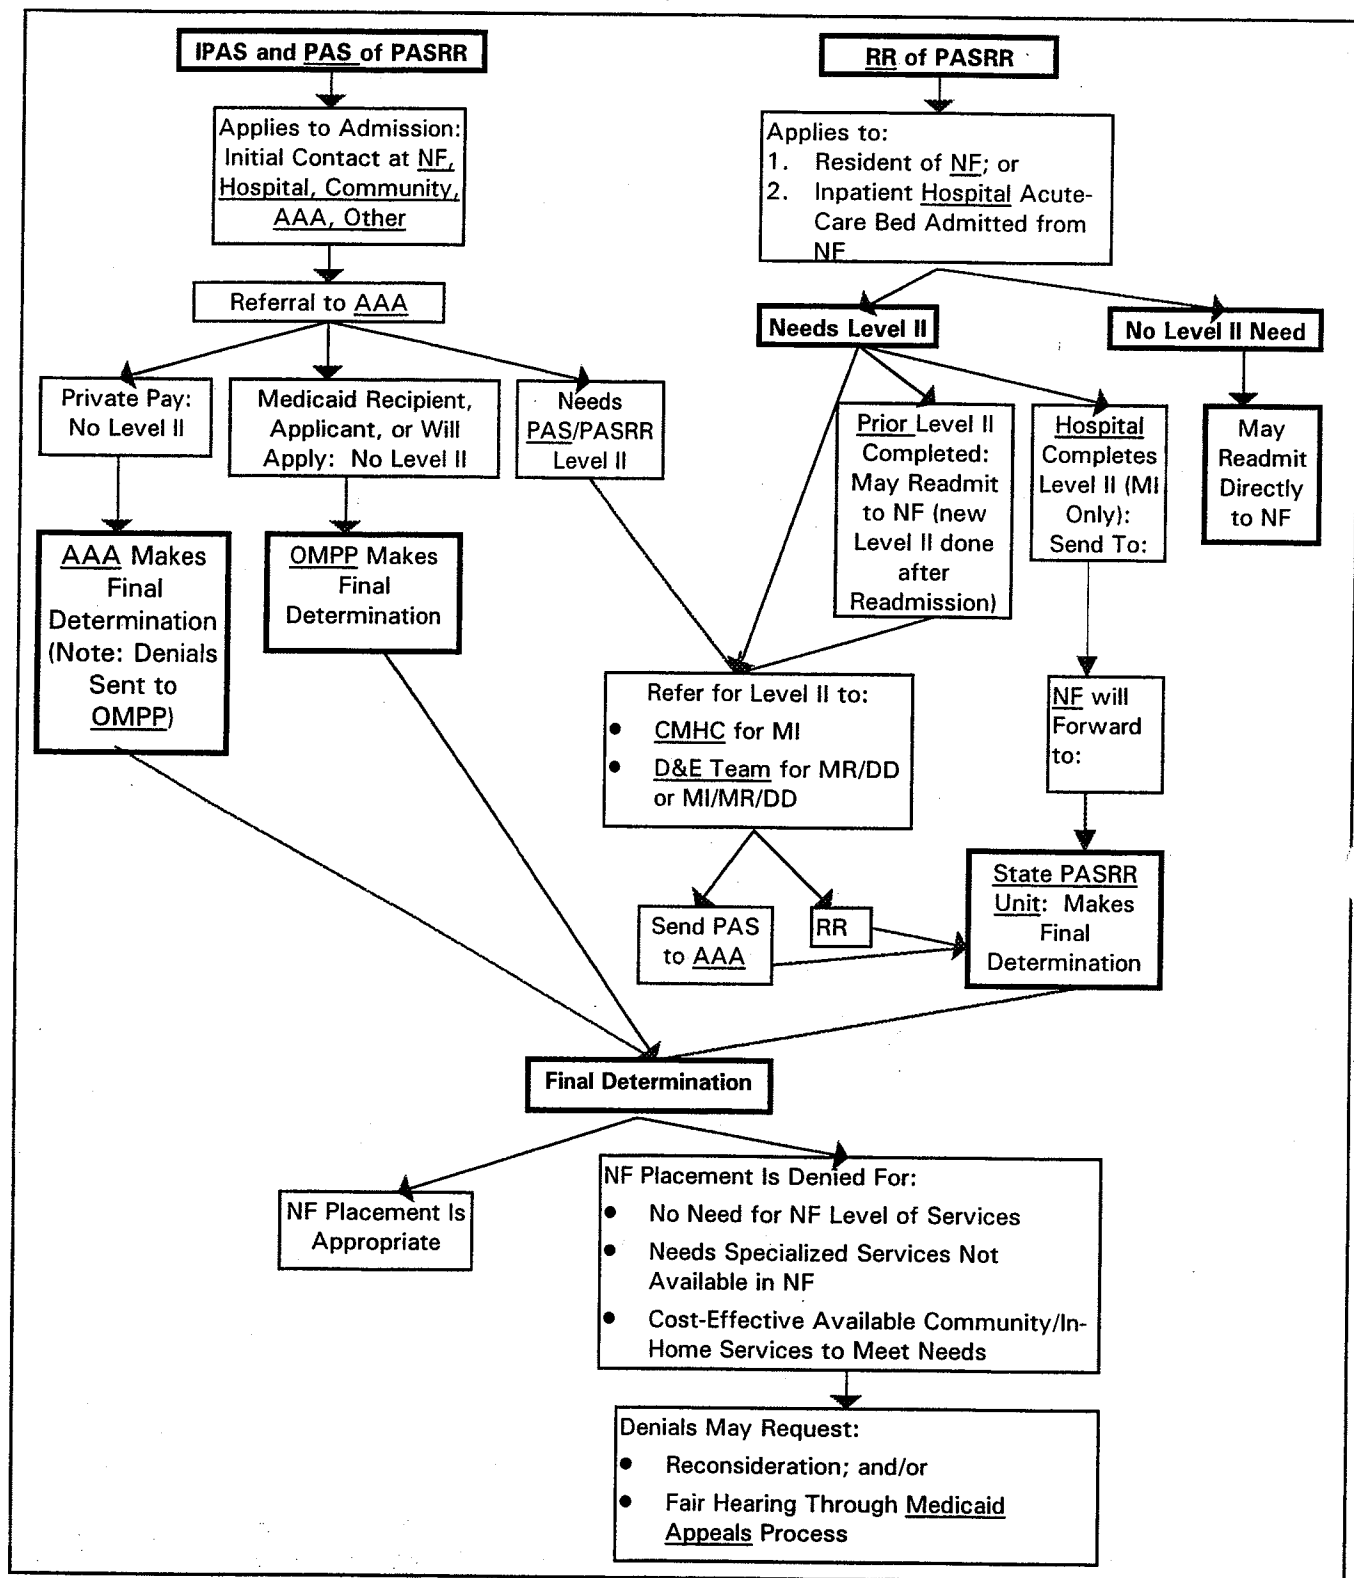 IPAS and PAS of PASRR
RR of PASRR
Applies to Admission:
Initial Contact at NF,
Hospital, Community,
AAA, Other
Applies to:
1. Resident of NF; or
2. Inpatient Hospital Acute-
Care Bed Admitted from
NF
Referral to AAA
Needs Level II
No Level II Need
Private Pay:
No Level II
Medicaid Recipient,
Applicant, or Will
Apply: No Level II
Needs
PAS/PASRR
Level II
Prior Level II
Completed:
May Readmit
to NF (new
Level II done
after
Readmission)
Hospital
Completes
Level II (MI
Only):
Send To:
May
Readmit
Directly
to NF
AAA Makes
Final
Determination
(Note: Denials
Sent to
OMPP)
OMPP Makes
Final
Determination
Refer for Level II to:
● CMHC for MI
● D&E Team for MR/DD
or MI/MR/DD
NF will
Forward
to:
Send PAS
to AAA
RR
State PASRR
Unit: Makes
Final
Determination
Final Determination
NF Placement Is
Appropriate
NF Placement Is Denied For:
● No Need for NF Level of Services
● Needs Specialized Services Not
Available in NF
● Cost-Effective Available Community/In-
Home Services to Meet Needs
Denials May Request:
● Reconsideration; and/or
● Fair Hearing Through Medicaid
Appeals Process